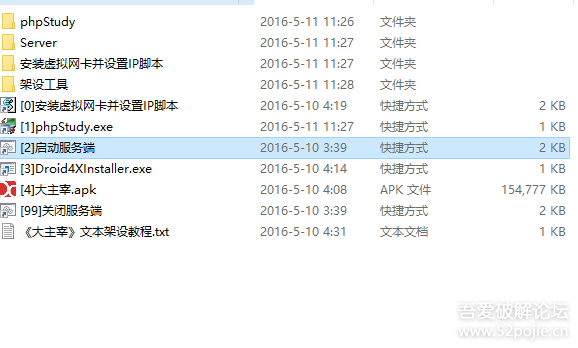 phpStudy 2016-5-11 11:26 文件夹
Server 2016-5-11 11:27 文件夹
安装虚拟网卡并设置IP脚本 2016-5-11 11:27 文件夹
架设工具 2016-5-11 11:28 文件夹
[0]安装虚拟网卡并设置IP脚本 2016-5-10 4:19 快捷方式 2 KB
[1]phpStudy.exe 2016-5-11 11:27 快捷方式 1 KB
[2]启动服务端 2016-5-10 3:39 快捷方式 2 KB
[3]Droid4XInstaller.exe 2016-5-10 4:14 快捷方式 1 KB
[4]大主宰.apk 2016-5-10 4:08 APK 文件 154,777 KB
[99]关闭服务端 2016-5-10 3:39 快捷方式 2 KB
《大主宰》文本架设教程.txt 2016-5-10 4:31 文本文档 1 KB
吾爱破解论坛
www.52pojie.cn